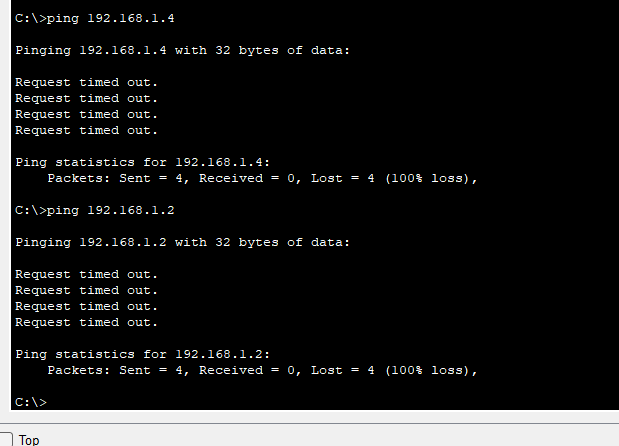 C:\>ping 192.168.1.4
Pinging 192.168.1.4 with 32 bytes of data:
Request timed out.
Request timed out.
Request timed out.
Request timed out.
Ping statistics for 192.168.1.4:
    Packets: Sent = 4, Received = 0, Lost = 4 (100% loss),
C:\>ping 192.168.1.2
Pinging 192.168.1.2 with 32 bytes of data:
Request timed out.
Request timed out.
Request timed out.
Request timed out.
Ping statistics for 192.168.1.2:
    Packets: Sent = 4, Received = 0, Lost = 4 (100% loss),
C:\>
Top